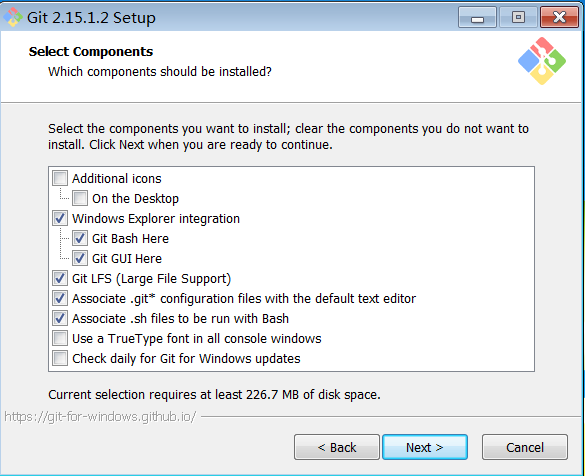 Git 2.15.1.2 Setup
Select Components
Which components should be installed?
Select the components you want to install; clear the components you do not want to
install. Click Next when you are ready to continue.
Additional icons
On the Desktop
Windows Explorer integration
Git Bash Here
Git GUI Here
Git LFS (Large File Support)
Associate .git* configuration files with the default text editor
Associate .sh files to be run with Bash
Use a TrueType font in all console windows
Check daily for Git for Windows updates
Current selection requires at least 226.7 MB of disk space.
https://git-for-windows.github.io/
< Back
Next >
Cancel